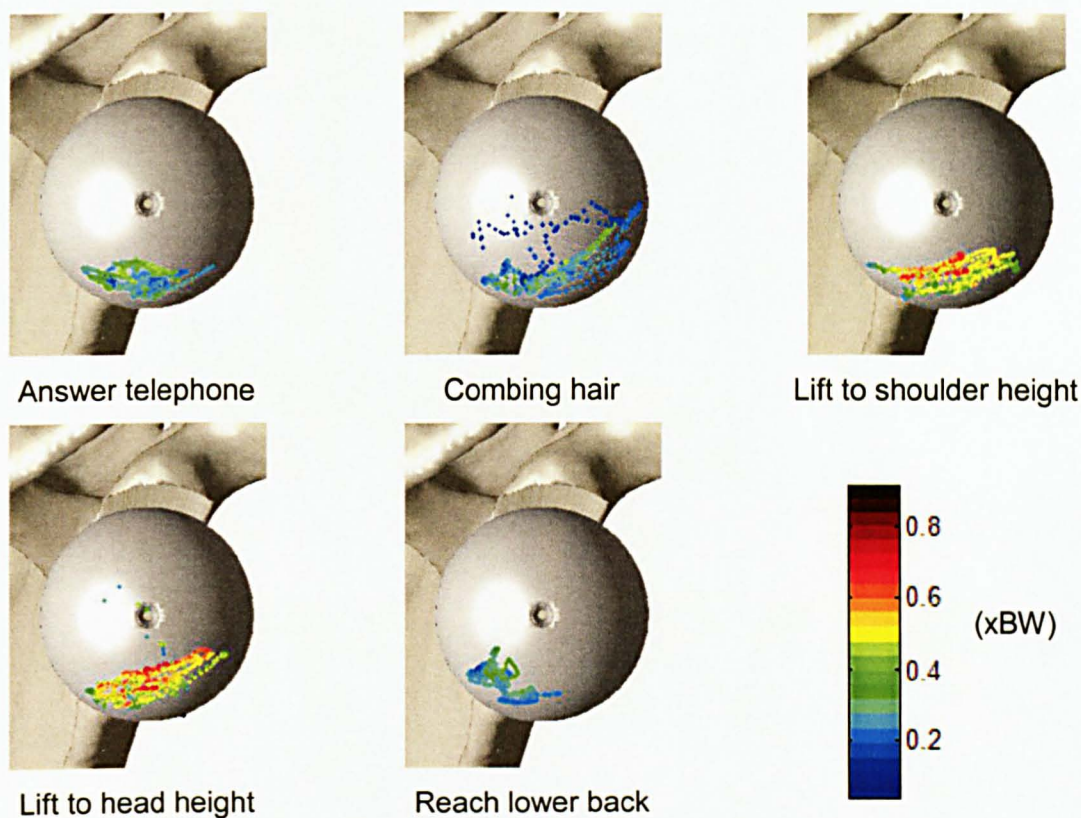 Answer telephone
Combing hair
Lift to shoulder height
Lift to head height
Reach lower back
0.8
0.6
(xBW)
0.4
0.2